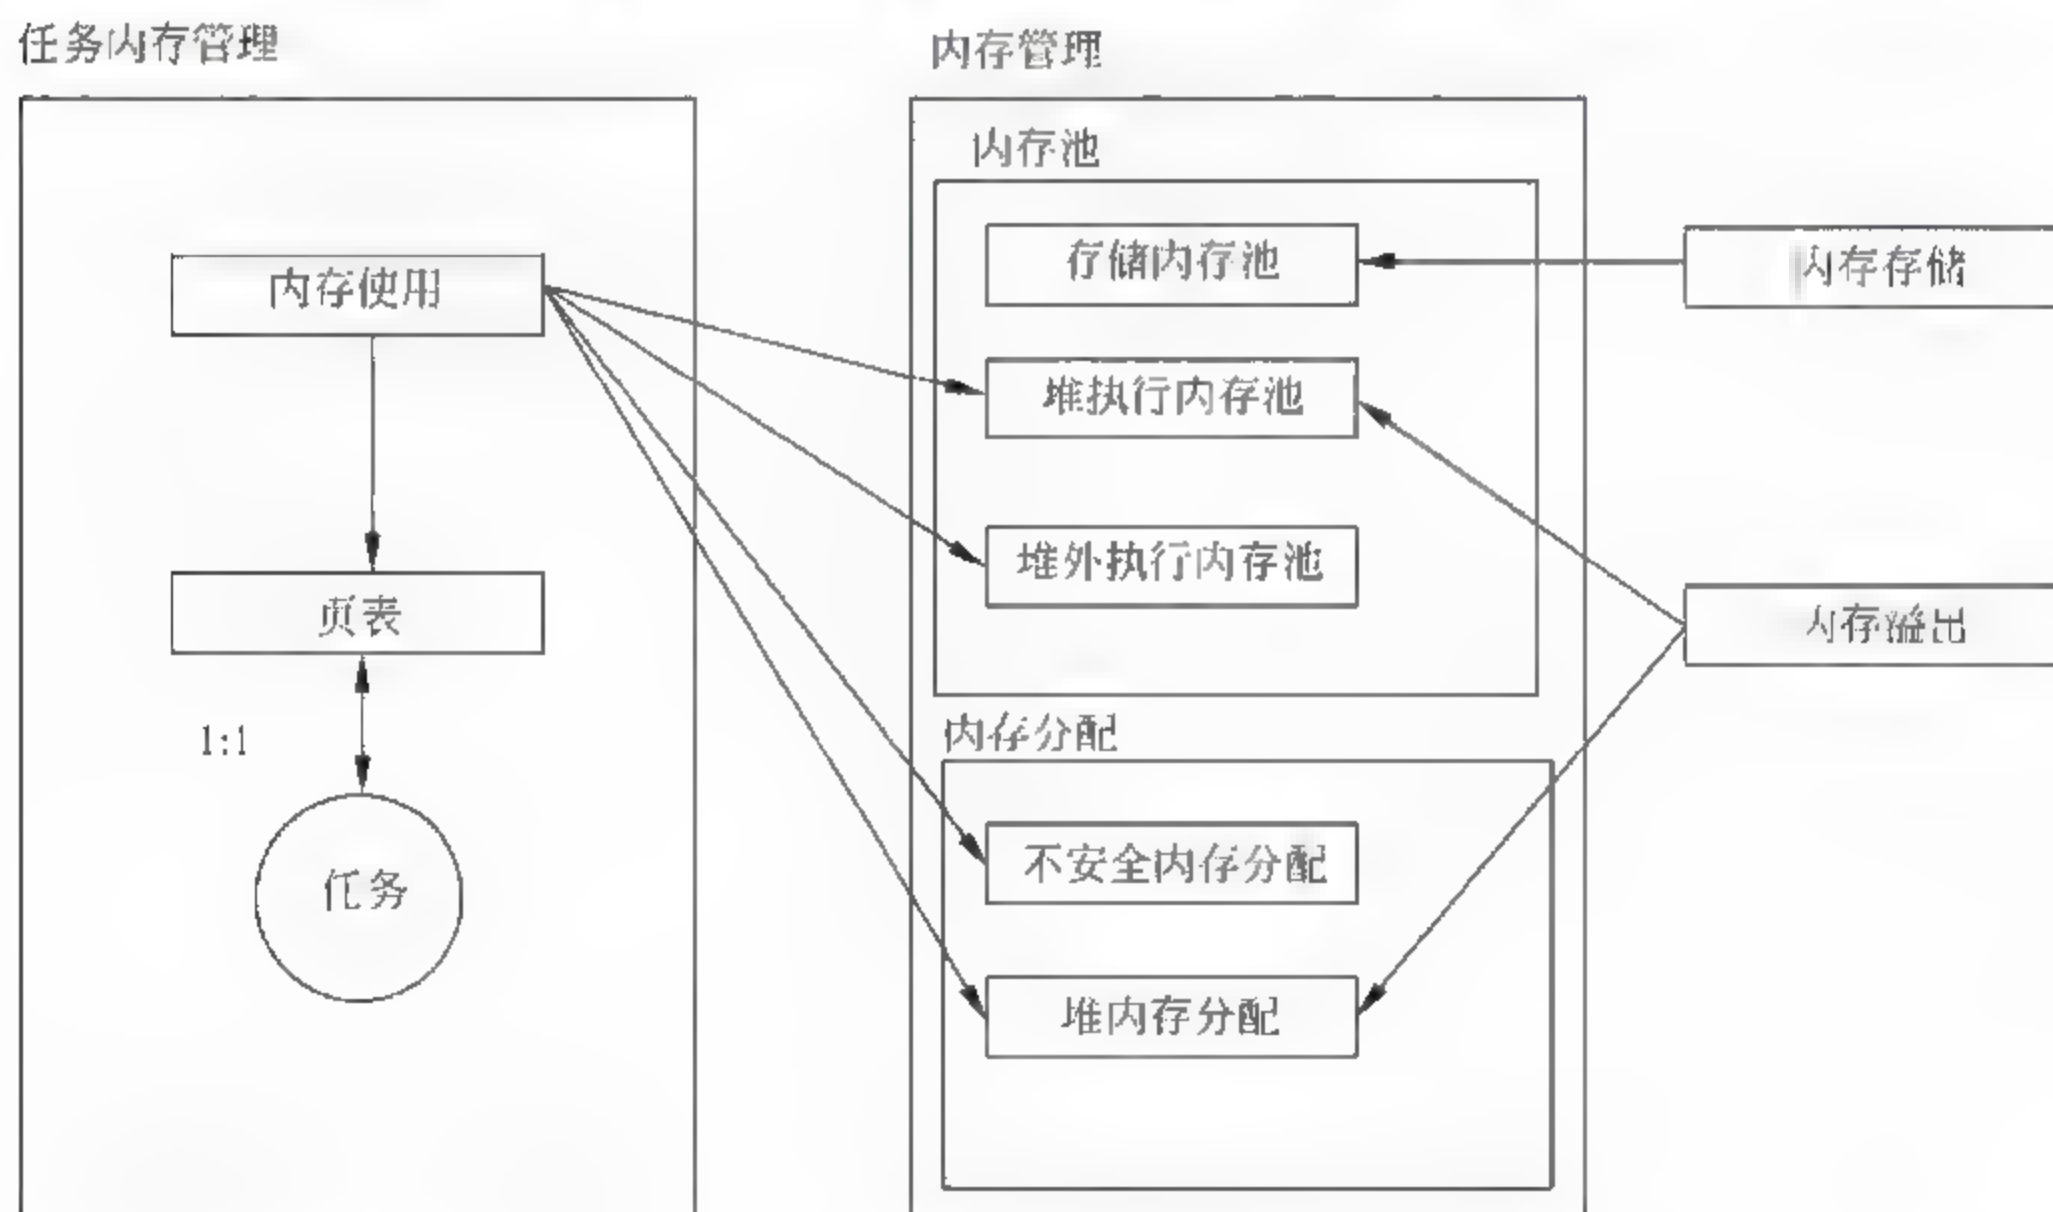 任务内存管理
内存管理
内存池
存储内存池
内存存储
内存使用
堆执行内存池
堆外执行内存池
页表
内存溢出
1:1
内存分配
不安全内存分配
任务
堆内存分配